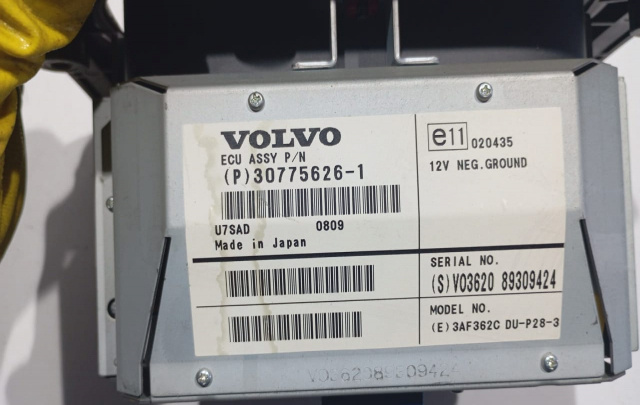 VOLVO
ECU ASSY P/N
(P)30775626-1
U7SAD 0809
Made in Japan
e11 020435
12V NEG.GROUND
SERIAL NO.
(S)V03620 89309424
MODEL NO.
(E)3AF362C DU-P28-3